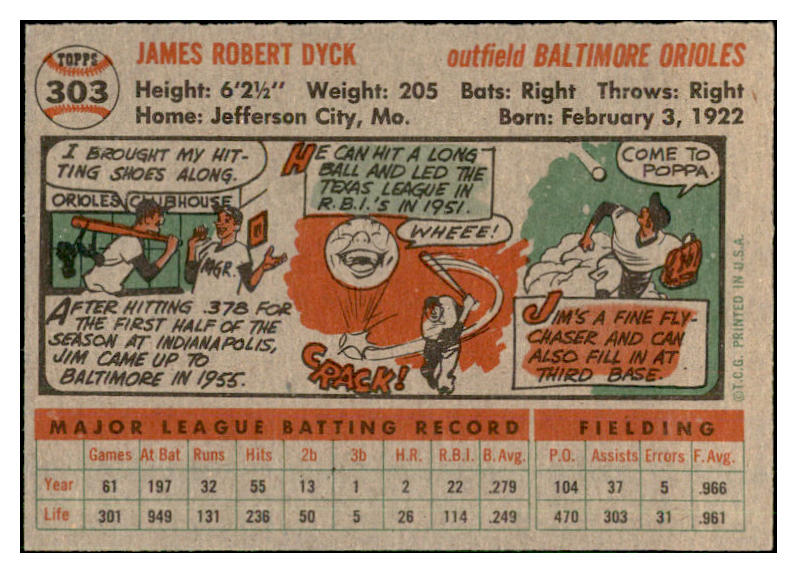 TOPPS
303
JAMES ROBERT DYCK
outfield BALTIMORE ORIOLES
Height: 6'2½" Weight: 205 Bats: Right Throws: Right
Home: Jefferson City, Mo. Born: February 3, 1922
I BROUGHT MY HIT-
TING SHOES ALONG.
ORIOLES CLUBHOUSE
MGR.
AFTER HITTING .378 FOR
THE FIRST HALF OF THE
SEASON AT INDIANAPOLIS,
JIM CAME UP TO
BALTIMORE IN 1955.
HE CAN HIT A LONG
BALL AND LED THE
TEXAS LEAGUE IN
R.B.I.'S IN 1951.
WHEEE!
CRACK!
COME TO
POPPA.
JIM'S A FINE FLY-
CHASER AND CAN
ALSO FILL IN AT
THIRD BASE.
©T.C.G. PRINTED IN U.S.A.
MAJOR LEAGUE BATTING RECORD FIELDING
Games At Bat Runs Hits 2b 3b H.R. R.B.I. B. Avg. P.O. Assists Errors F. Avg.
Year 61 197 32 55 13 1 2 22 .279 104 37 5 .966
Life 301 949 131 236 50 5 26 114 .249 470 303 31 .961